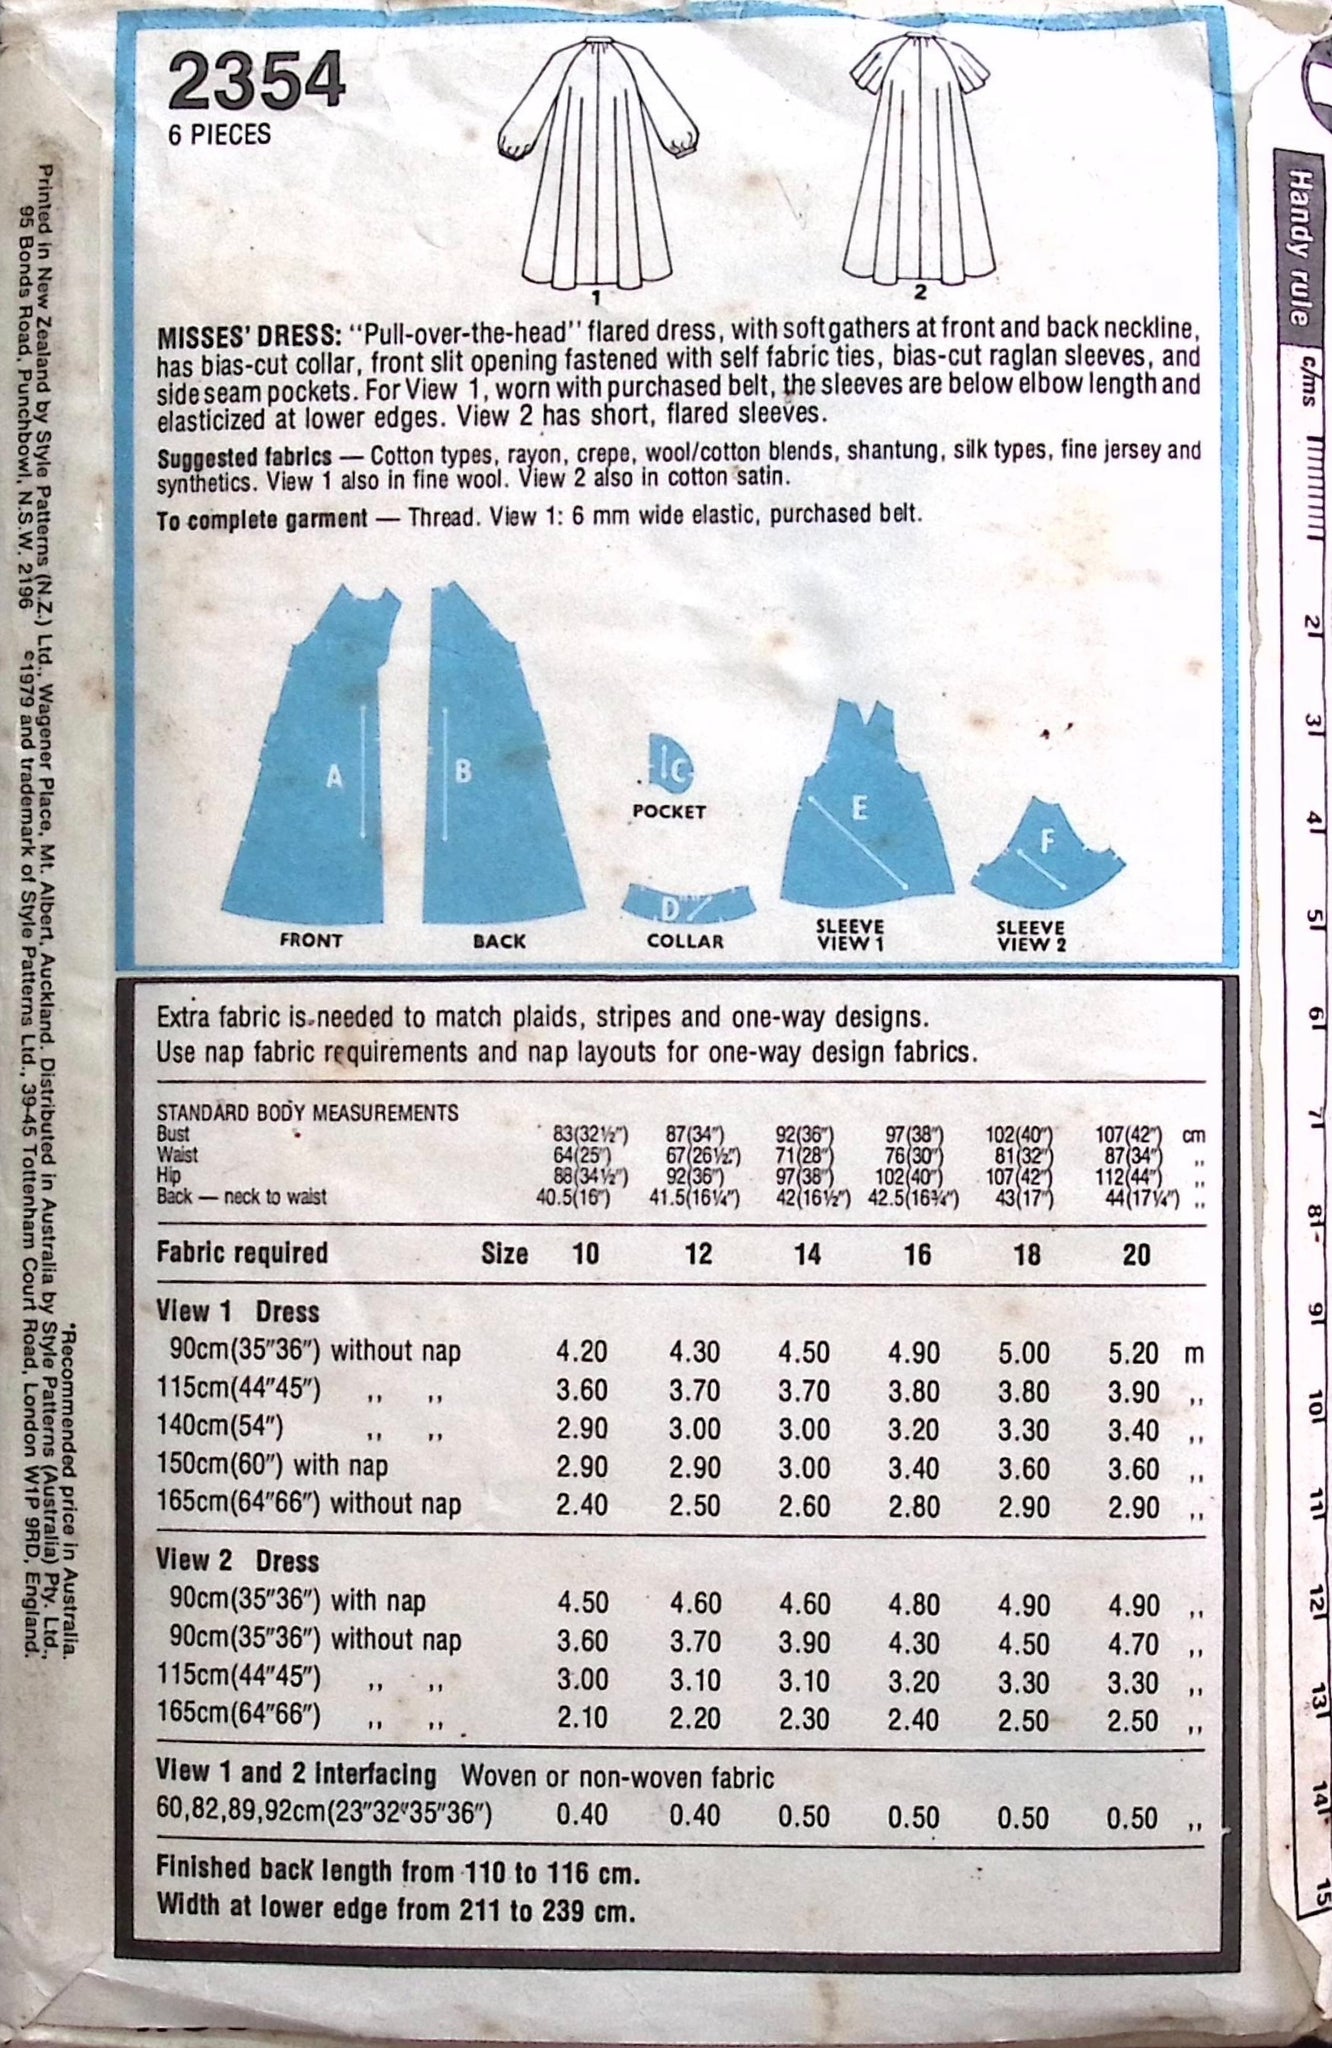 2354
6 PIECES
1
2
MISSES' DRESS: "Pull-over-the-head" flared dress, with soft gathers at front and back neckline,
has bias-cut collar, front slit opening fastened with self fabric ties, bias-cut raglan sleeves, and
side seam pockets. For View 1, worn with purchased belt, the sleeves are below elbow length and
elasticized at lower edges. View 2 has short, flared sleeves.
Suggested fabrics — Cotton types, rayon, crepe, wool/cotton blends, shantung, silk types, fine jersey and
synthetics. View 1 also in fine wool. View 2 also in cotton satin.
To complete garment — Thread. View 1: 6 mm wide elastic, purchased belt.
A
B
C
D
E
F
FRONT
BACK
POCKET
COLLAR
SLEEVE
VIEW 1
SLEEVE
VIEW 2
Extra fabric is needed to match plaids, stripes and one-way designs.
Use nap fabric requirements and nap layouts for one-way design fabrics.
STANDARD BODY MEASUREMENTS
Bust 83(32½") 87(34") 92(36") 97(38") 102(40") 107(42") cm
Waist 64(25") 67(26½") 71(28") 76(30") 81(32") 87(34") ,,
Hip 88(34½") 92(36") 97(38") 102(40") 107(42") 112(44") ,,
Back — neck to waist 40.5(16") 41.5(16¼") 42(16½") 42.5(16¾") 43(17") 44(17¼") ,,
Fabric required Size 10 12 14 16 18 20
View 1 Dress
90cm(35"36") without nap 4.20 4.30 4.50 4.90 5.00 5.20 m
115cm(44"45") ,, ,, 3.60 3.70 3.70 3.80 3.80 3.90 ,,
140cm(54") ,, ,, 2.90 3.00 3.00 3.20 3.30 3.40 ,,
150cm(60") with nap 2.90 2.90 3.00 3.40 3.60 3.60 ,,
165cm(64"66") without nap 2.40 2.50 2.60 2.80 2.90 2.90 ,,
View 2 Dress
90cm(35"36") with nap 4.50 4.60 4.60 4.80 4.90 4.90 ,,
90cm(35"36") without nap 3.60 3.70 3.90 4.30 4.50 4.70 ,,
115cm(44"45") ,, ,, 3.00 3.10 3.10 3.20 3.30 3.30 ,,
165cm(64"66") ,, ,, 2.10 2.20 2.30 2.40 2.50 2.50 ,,
View 1 and 2 Interfacing Woven or non-woven fabric
60,82,89,92cm(23"32"35"36") 0.40 0.40 0.50 0.50 0.50 0.50 ,,
Finished back length from 110 to 116 cm.
Width at lower edge from 211 to 239 cm.
*Recommended price in Australia.
Printed in New Zealand by Style Patterns (N.Z.) Ltd., Wagener Place, Mt. Albert, Auckland. Distributed in Australia by Style Patterns (Australia) Pty. Ltd.,
95 Bonds Road, Punchbowl, N.S.W. 2196 ©1979 and trademark of Style Patterns Ltd., 39-45 Tottenham Court Road, London W1P 9RD, England.
Handy rule c/ms
2
3
4
5
6
7
8
9
10
11
12
13
14
15